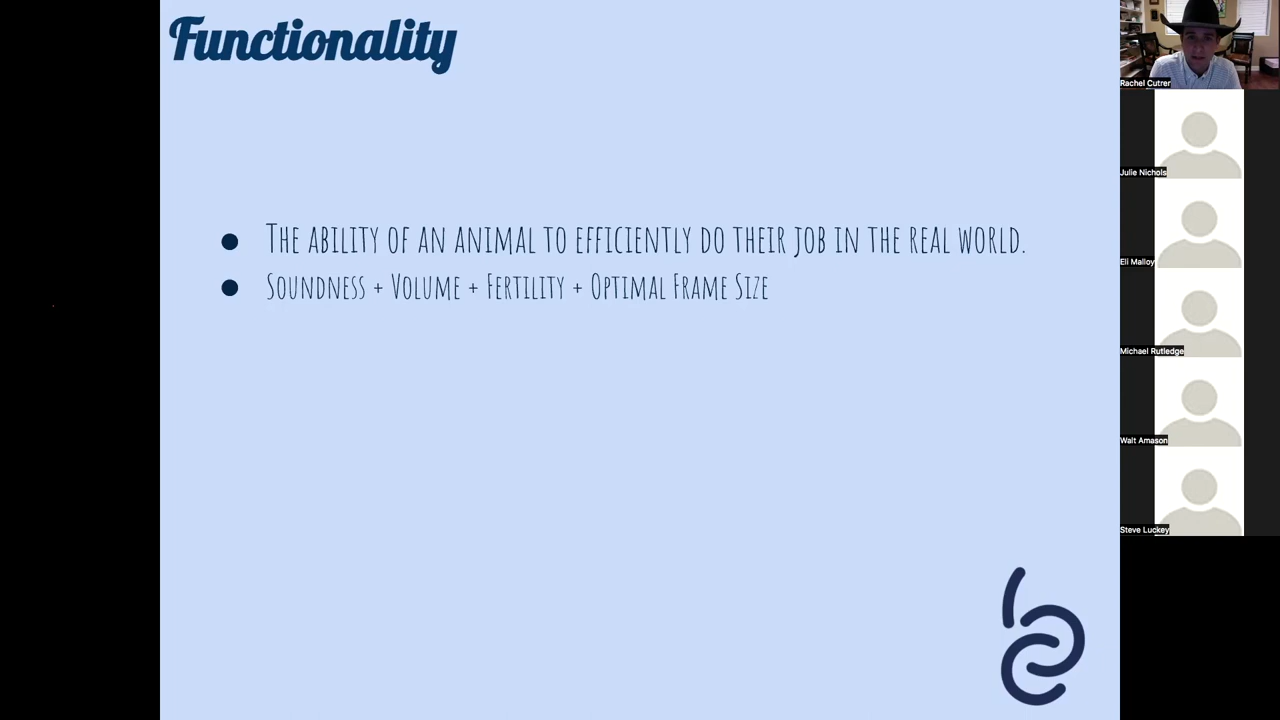 Functionality
● The ability of an animal to efficiently do their job in the real world.
● Soundness + Volume + Fertility + Optimal Frame Size
Rachel Cutrer
Julie Nichols
Eli Malloy
Michael Rutledge
Walt Amason
Steve Luckey